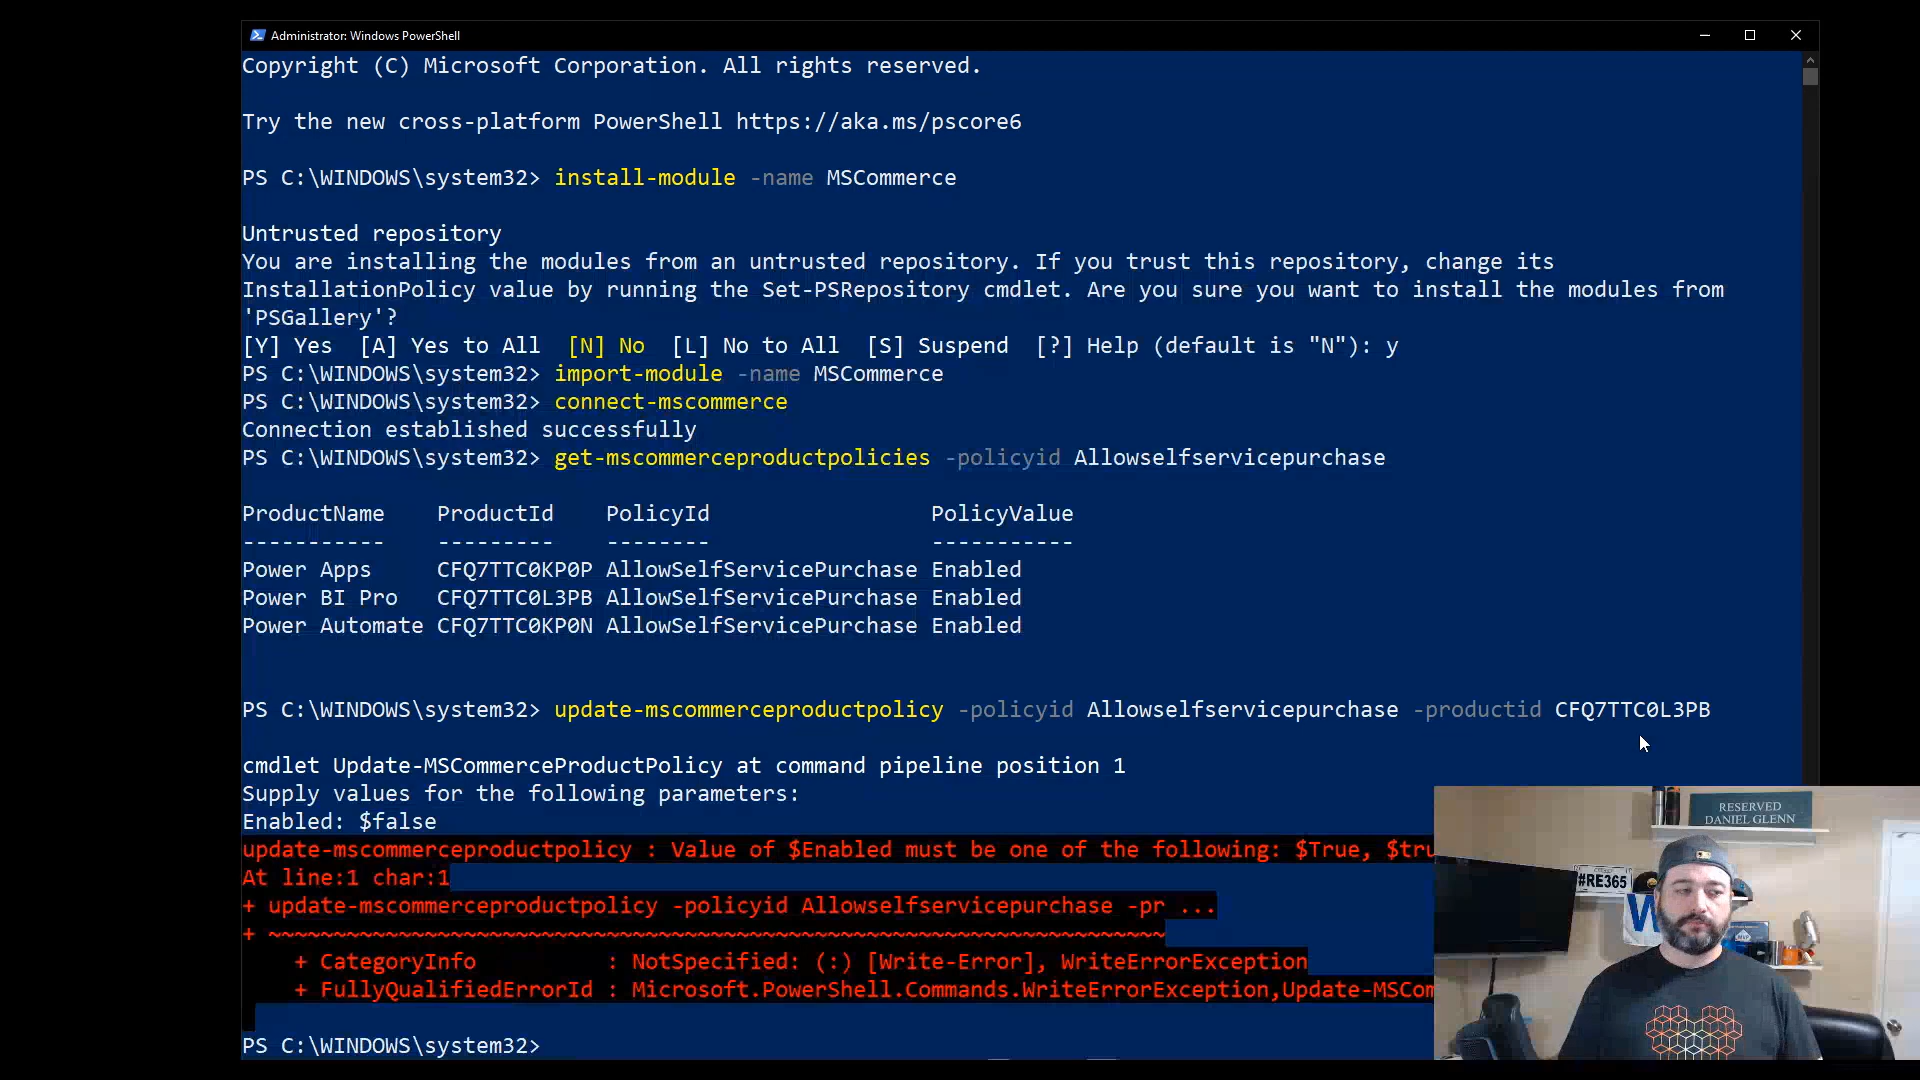 Administrator: Windows PowerShell
Copyright (C) Microsoft Corporation. All rights reserved.
Try the new cross-platform PowerShell https://aka.ms/pscore6
PS C:\WINDOWS\system32> install-module -name MSCommerce
Untrusted repository
You are installing the modules from an untrusted repository. If you trust this repository, change its
InstallationPolicy value by running the Set-PSRepository cmdlet. Are you sure you want to install the modules from
'PSGallery'?
[Y] Yes  [A] Yes to All  [N] No  [L] No to All  [S] Suspend  [?] Help (default is "N"): y
PS C:\WINDOWS\system32> import-module -name MSCommerce
PS C:\WINDOWS\system32> connect-mscommerce
Connection established successfully
PS C:\WINDOWS\system32> get-mscommerceproductpolicies -policyid Allowselfservicepurchase
ProductName    ProductId    PolicyId                 PolicyValue
-----------    ---------    --------                 -----------
Power Apps     CFQ7TTC0KP0P AllowSelfServicePurchase Enabled
Power BI Pro   CFQ7TTC0L3PB AllowSelfServicePurchase Enabled
Power Automate CFQ7TTC0KP0N AllowSelfServicePurchase Enabled
PS C:\WINDOWS\system32> update-mscommerceproductpolicy -policyid Allowselfservicepurchase -productid CFQ7TTC0L3PB
cmdlet Update-MSCommerceProductPolicy at command pipeline position 1
Supply values for the following parameters:
Enabled: $false
update-mscommerceproductpolicy : Value of $Enabled must be one of the following: $True, $tru
At line:1 char:1
+ update-mscommerceproductpolicy -policyid Allowselfservicepurchase -pr ...
+ ~~~~~~~~~~~~~~~~~~~~~~~~~~~~~~~~~~~~~~~~~~~~~~~~~~~~~~~~~~~~~~~~~~~~~
    + CategoryInfo          : NotSpecified: (:) [Write-Error], WriteErrorException
    + FullyQualifiedErrorId : Microsoft.PowerShell.Commands.WriteErrorException,Update-MSCom
PS C:\WINDOWS\system32>
RESERVED
DANIEL GLENN
#RE365
W